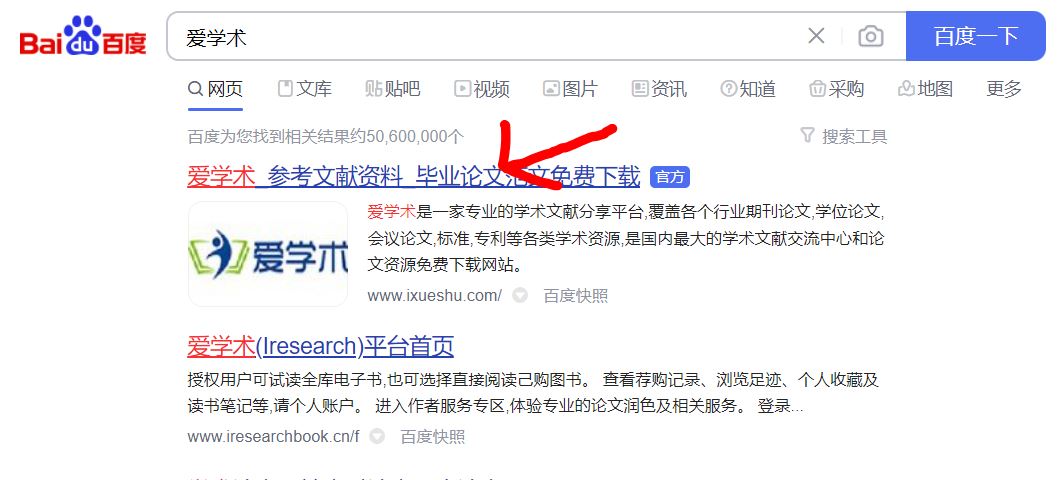 Bai du 百度
爱学术
百度一下
网页 文库 贴吧 视频 图片 资讯 知道 采购 地图 更多
百度为您找到相关结果约50,600,000个
搜索工具
爱学术_参考文献资料_毕业论文范文免费下载 官方
爱学术是一家专业的学术文献分享平台,覆盖各个行业期刊论文,学位论文,
会议论文,标准,专利等各类学术资源,是国内最大的学术文献交流中心和论
文资源免费下载网站。
爱学术
www.ixueshu.com/ 百度快照
爱学术(Iresearch)平台首页
授权用户可试读全库电子书,也可选择直接阅读己购图书。 查看荐购记录、浏览足迹、个人收藏及
读书笔记等,请个人账户。 进入作者服务专区,体验专业的论文润色及相关服务。 登录...
www.iresearchbook.cn/f 百度快照